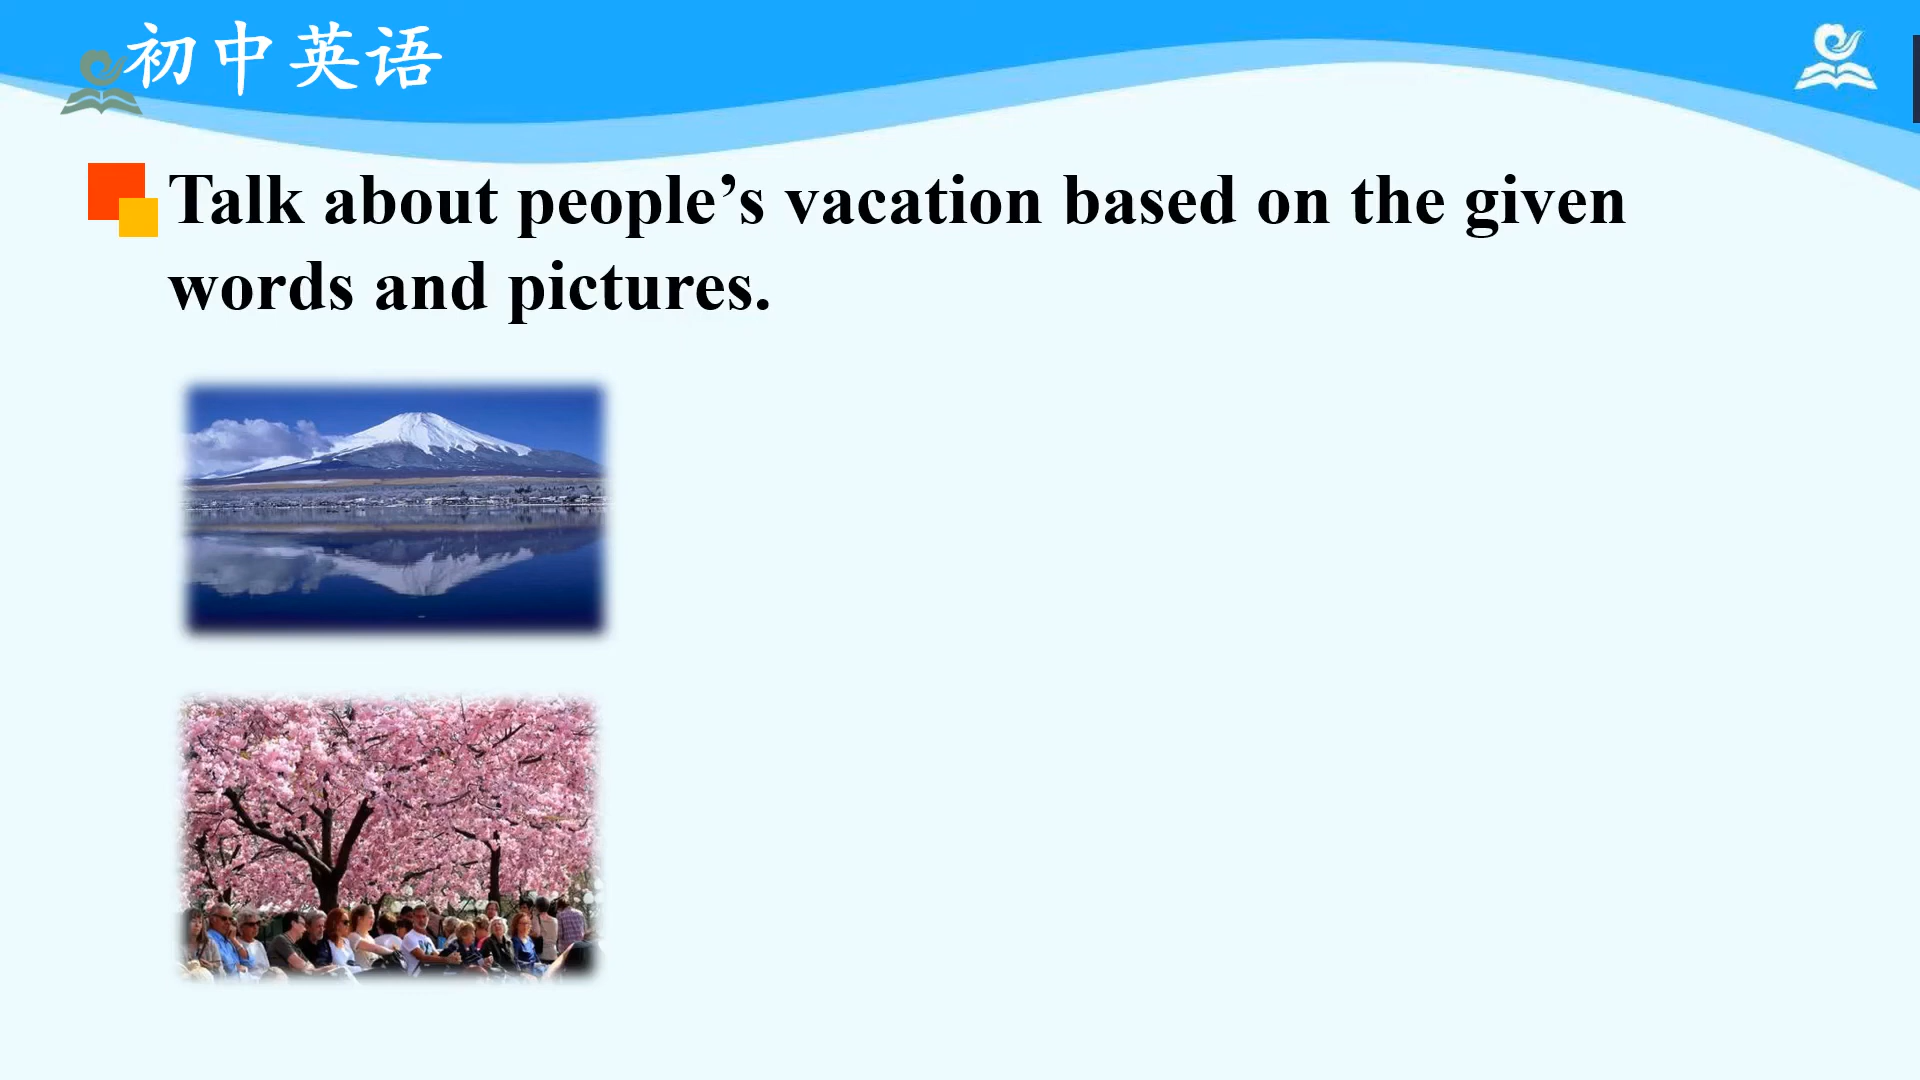 初中英语
Talk about people’s vacation based on the given
words and pictures.